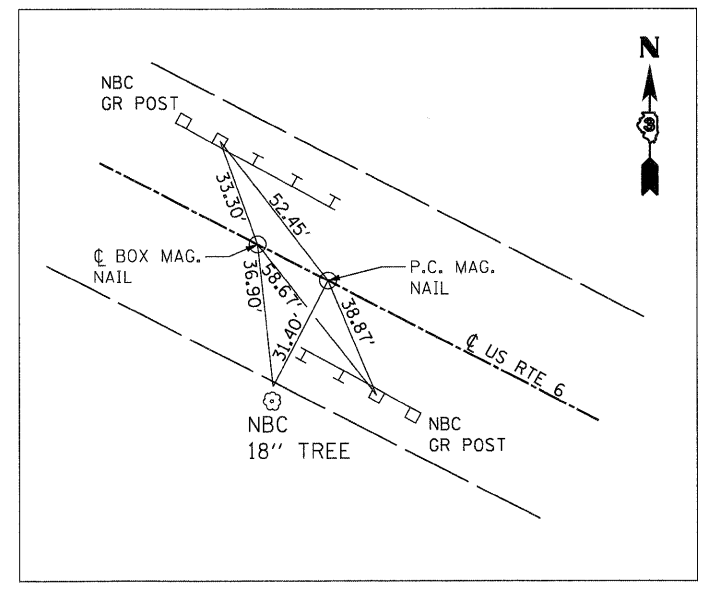 N
3
NBC
GR POST
33.30'
52.45'
℄ BOX MAG.
NAIL
36.90'
58.67'
P.C. MAG.
NAIL
31.40'
38.87'
℄ US RTE 6
NBC
18" TREE
NBC
GR POST